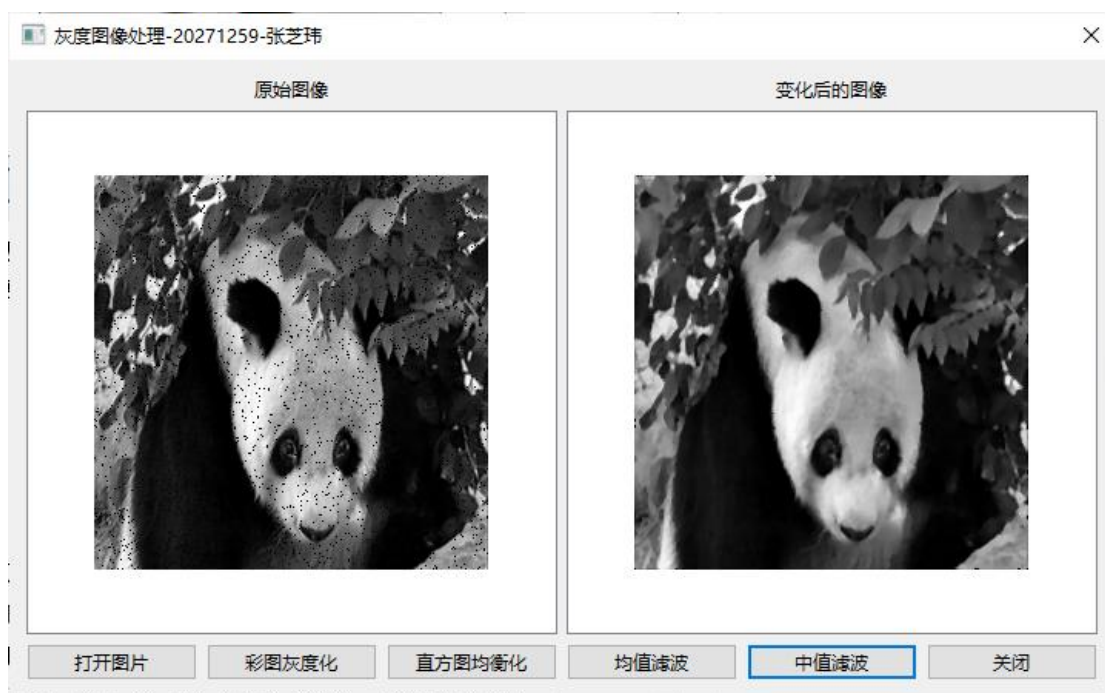 灰度图像处理-20271259-张芝玮
原始图像
变化后的图像
打开图片
彩图灰度化
直方图均衡化
均值滤波
中值滤波
关闭